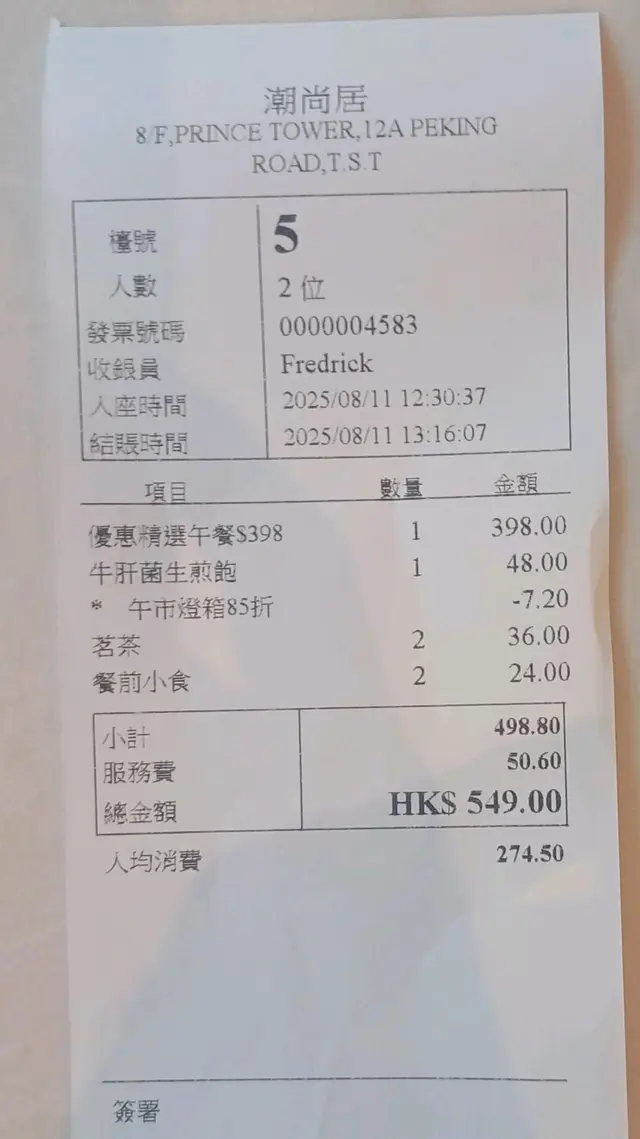 潮尚居
8/F,PRINCE TOWER,12A PEKING
ROAD,T.S.T
檯號 5
人數 2 位
發票號碼 0000004583
收銀員 Fredrick
入座時間 2025/08/11 12:30:37
結賬時間 2025/08/11 13:16:07
項目 數量 金額
優惠精選午餐$398 1 398.00
牛肝菌生煎飽 1 48.00
* 午市燈箱85折 -7.20
茗茶 2 36.00
餐前小食 2 24.00
小計 498.80
服務費 50.60
總金額 HK$ 549.00
人均消費 274.50
簽署